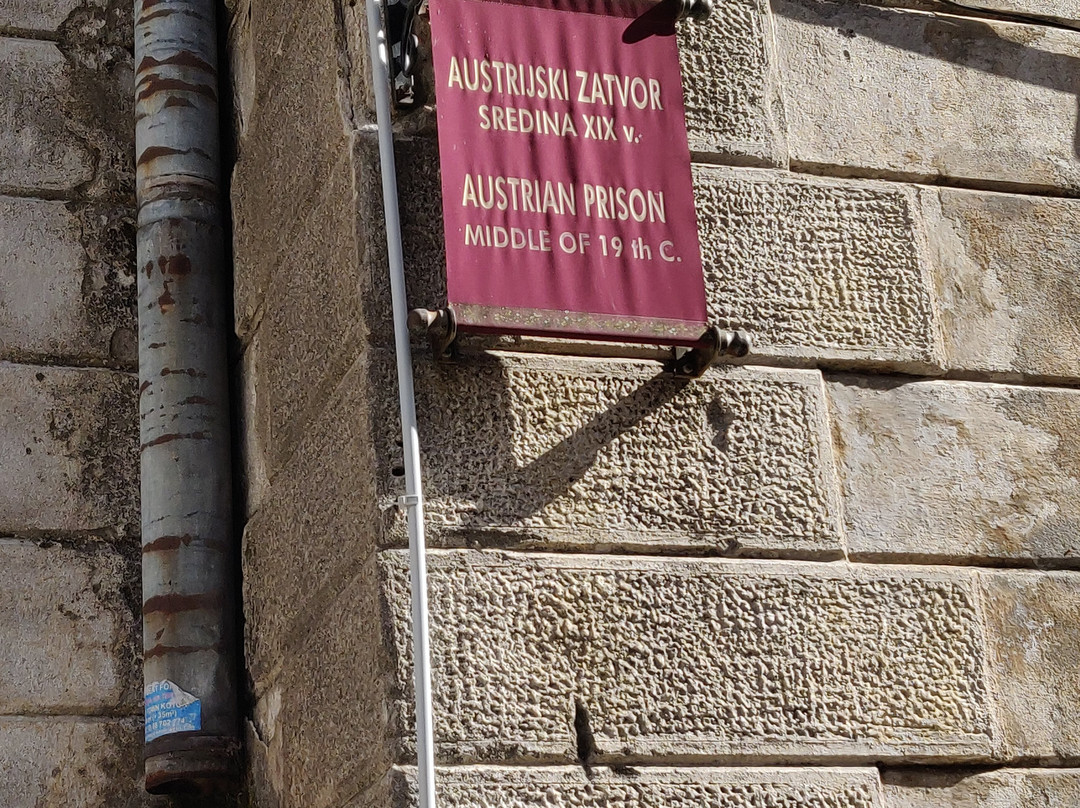 AUSTRIJSKI ZATVOR
SREDINA XIX v.
AUSTRIAN PRISON
MIDDLE OF 19 th C.